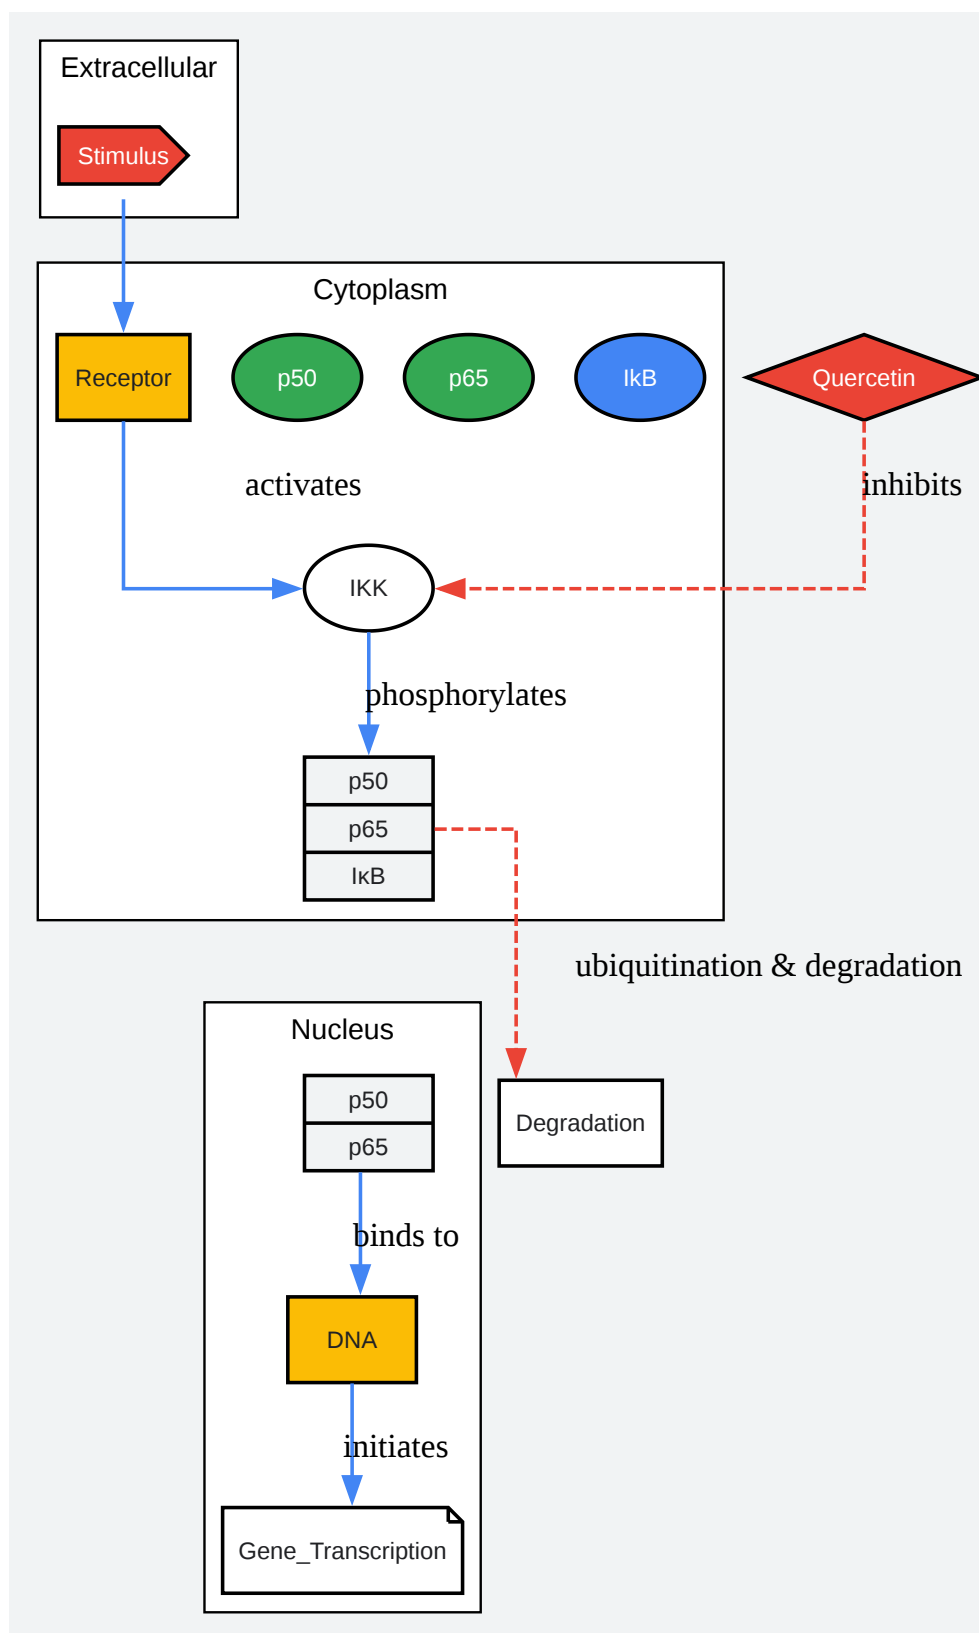 Extracellular
Stimulus
Cytoplasm
Receptor
p50
p65
IkB
Quercetin
activates
inhibits
IKK
phosphorylates
p50
p65
IκB
ubiquitination & degradation
Nucleus
p50
p65
Degradation
binds to
DNA
initiates
Gene_Transcription